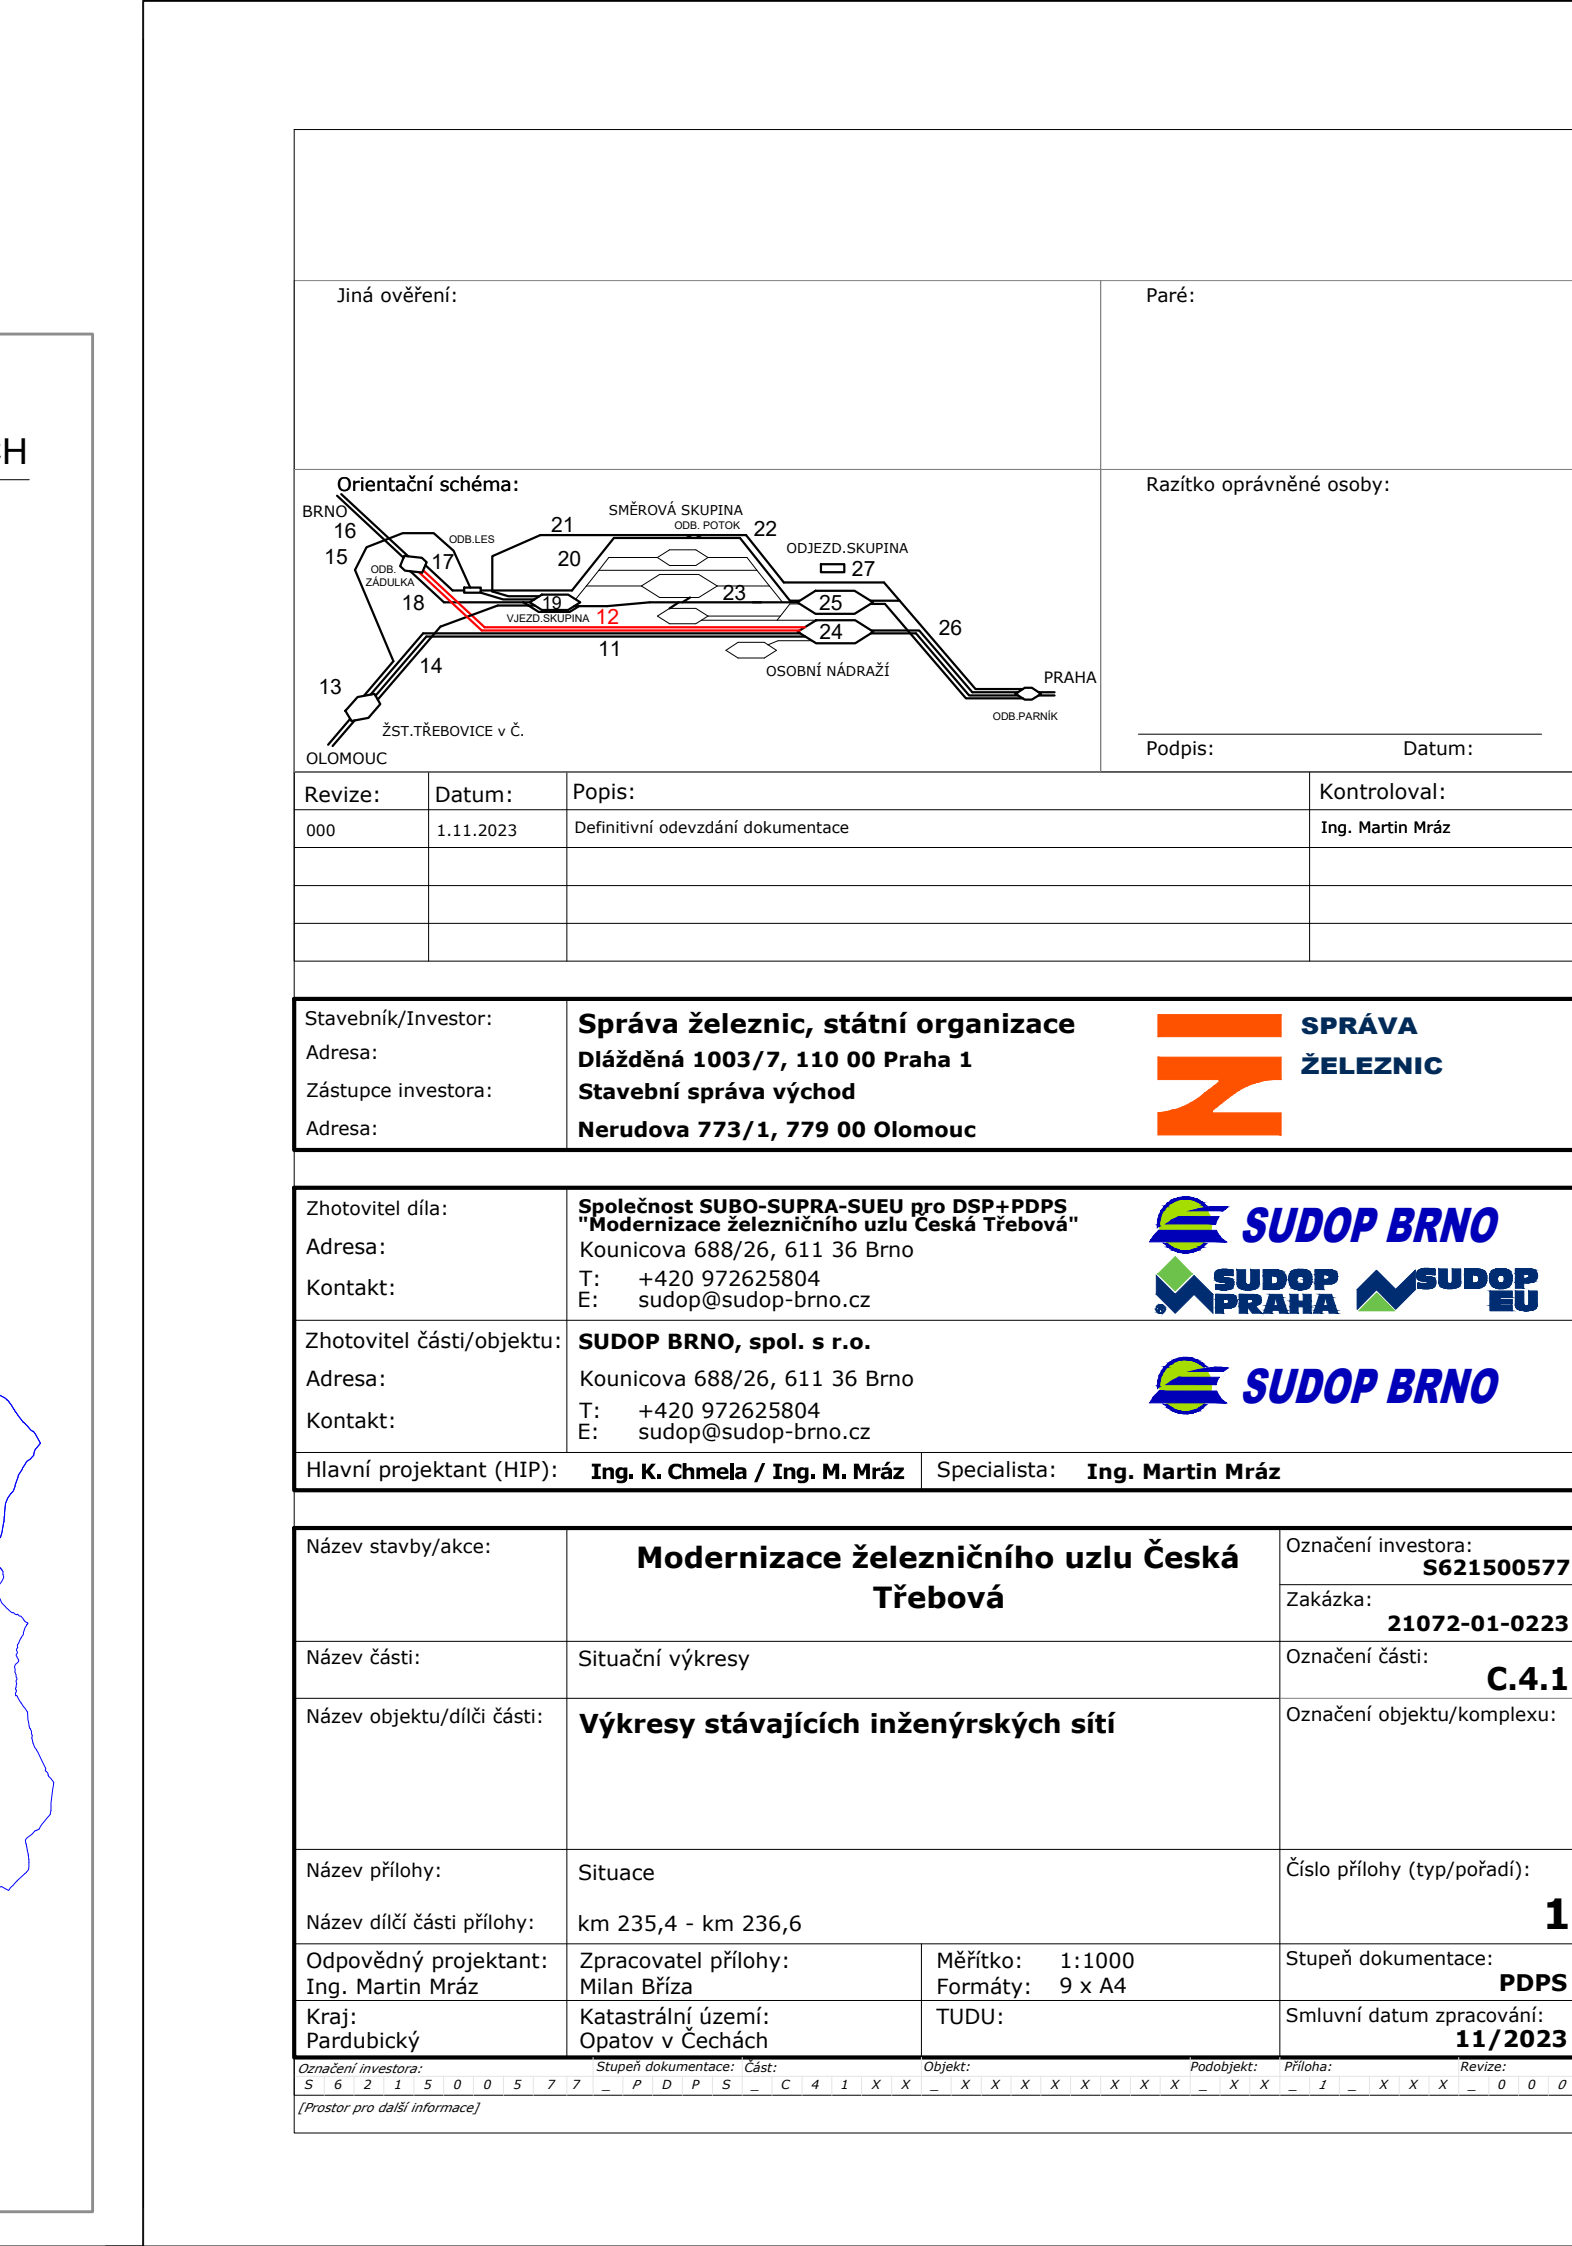 Jiná ověření:
Paré:
Orientační schéma:
Razítko oprávněné osoby:
BRNO
16
15
17
ODB.LES
21
SMĚROVÁ SKUPINA
ODB. POTOK
22
20
ODJEZD.SKUPINA
27
ODB.
ZÁDULKA
18
19
VJEZD.SKUPINA
12
23
25
24
26
11
14
13
OSOBNÍ NÁDRAŽÍ
PRAHA
ODB.PARNÍK
ŽST.TŘEBOVICE v Č.
OLOMOUC
Podpis: Datum:
Revize: Datum: Popis: Kontroloval:
000 1.11.2023 Definitivní odevzdání dokumentace Ing. Martin Mráz
Stavebník/Investor: Správa železnic, státní organizace
Adresa: Dlážděná 1003/7, 110 00 Praha 1
Zástupce investora: Stavební správa východ
Adresa: Nerudova 773/1, 779 00 Olomouc
SPRÁVA
ŽELEZNIC
Zhotovitel díla: Společnost SUBO-SUPRA-SUEU pro DSP+PDPS
"Modernizace železničního uzlu Česká Třebová"
Adresa: Kounicova 688/26, 611 36 Brno
Kontakt: T: +420 972625804
E: sudop@sudop-brno.cz
SUDOP BRNO
SUDOP PRAHA
SUDOP EU
Zhotovitel části/objektu: SUDOP BRNO, spol. s r.o.
Adresa: Kounicova 688/26, 611 36 Brno
Kontakt: T: +420 972625804
E: sudop@sudop-brno.cz
SUDOP BRNO
Hlavní projektant (HIP): Ing. K. Chmela / Ing. M. Mráz Specialista: Ing. Martin Mráz
Název stavby/akce: Modernizace železničního uzlu Česká
Třebová
Označení investora:
S621500577
Zakázka:
21072-01-0223
Název části: Situační výkresy
Označení části:
C.4.1
Název objektu/dílči části: Výkresy stávajících inženýrských sítí
Označení objektu/komplexu:
Název přílohy: Situace
Číslo přílohy (typ/pořadí):
1
Název dílčí části přílohy: km 235,4 - km 236,6
Odpovědný projektant: Zpracovatel přílohy: Měřítko: 1:1000 Stupeň dokumentace:
Ing. Martin Mráz Milan Bříza Formáty: 9 x A4 PDPS
Kraj: Katastrální území: TUDU: Smluvní datum zpracování:
Pardubický Opatov v Čechách 11/2023
Označení investora: Stupeň dokumentace: Část: Objekt: Podobjekt: Příloha: Revize:
S 6 2 1 5 0 0 5 7 7 _ P D P S _ C 4 1 X X _ X X X X X X X X _ X X _ 1 _ X X X _ 0 0 0
[Prostor pro další informace]